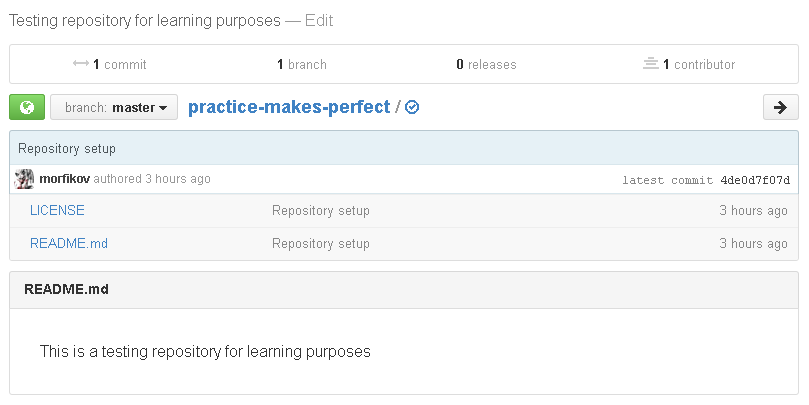 Testing repository for learning purposes — Edit
1 commit 1 branch 0 releases 1 contributor
branch: master practice-makes-perfect /
Repository setup
morfikov authored 3 hours ago latest commit 4de0d7f07d
LICENSE Repository setup 3 hours ago
README.md Repository setup 3 hours ago
README.md
This is a testing repository for learning purposes